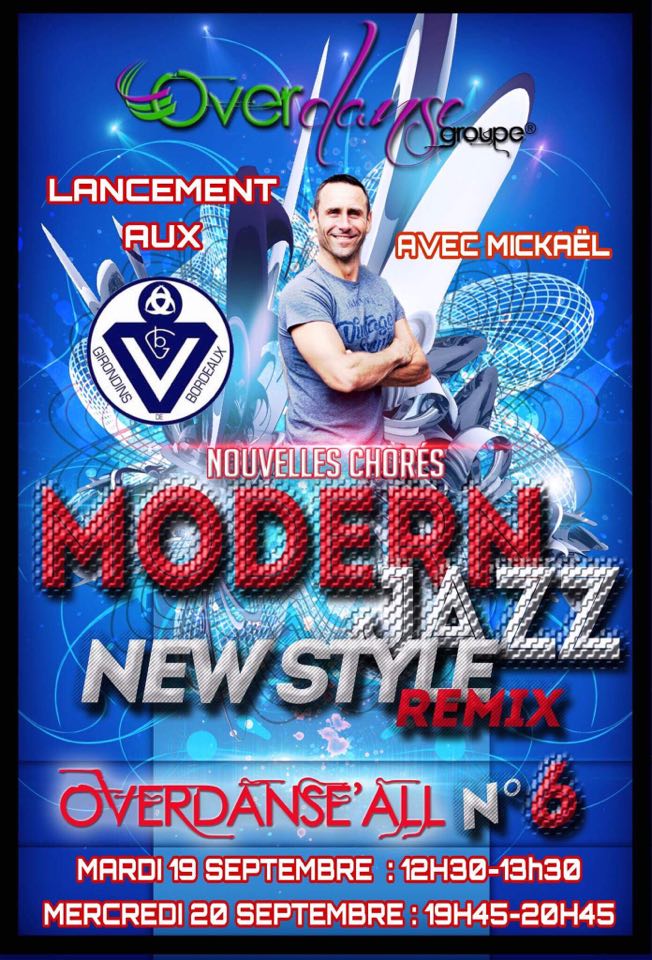 Overdanse
groupe®
LANCEMENT
AUX
AVEC MICKAËL
GIRONDINS
DE
BORDEAUX
NOUVELLES CHORÉS
MODERN
JAZZ
NEW STYLE
REMIX
OVERDANSE'ALL N° 6
MARDI 19 SEPTEMBRE : 12H30-13h30
MERCREDI 20 SEPTEMBRE : 19H45-20H45